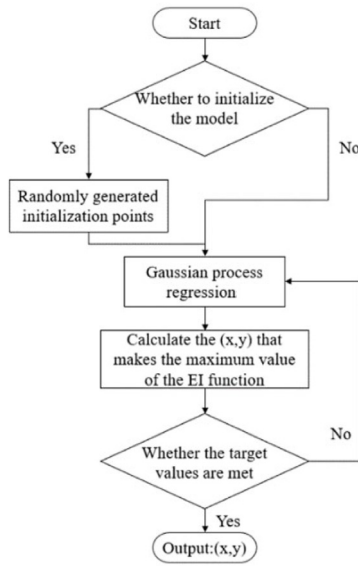 Start
Whether to initialize
the model
Yes
No
Randomly generated
initialization points
Gaussian process
regression
Calculate the (x,y) that
makes the maximum value
of the EI function
No
Whether the target
values are met
Yes
Output:(x,y)